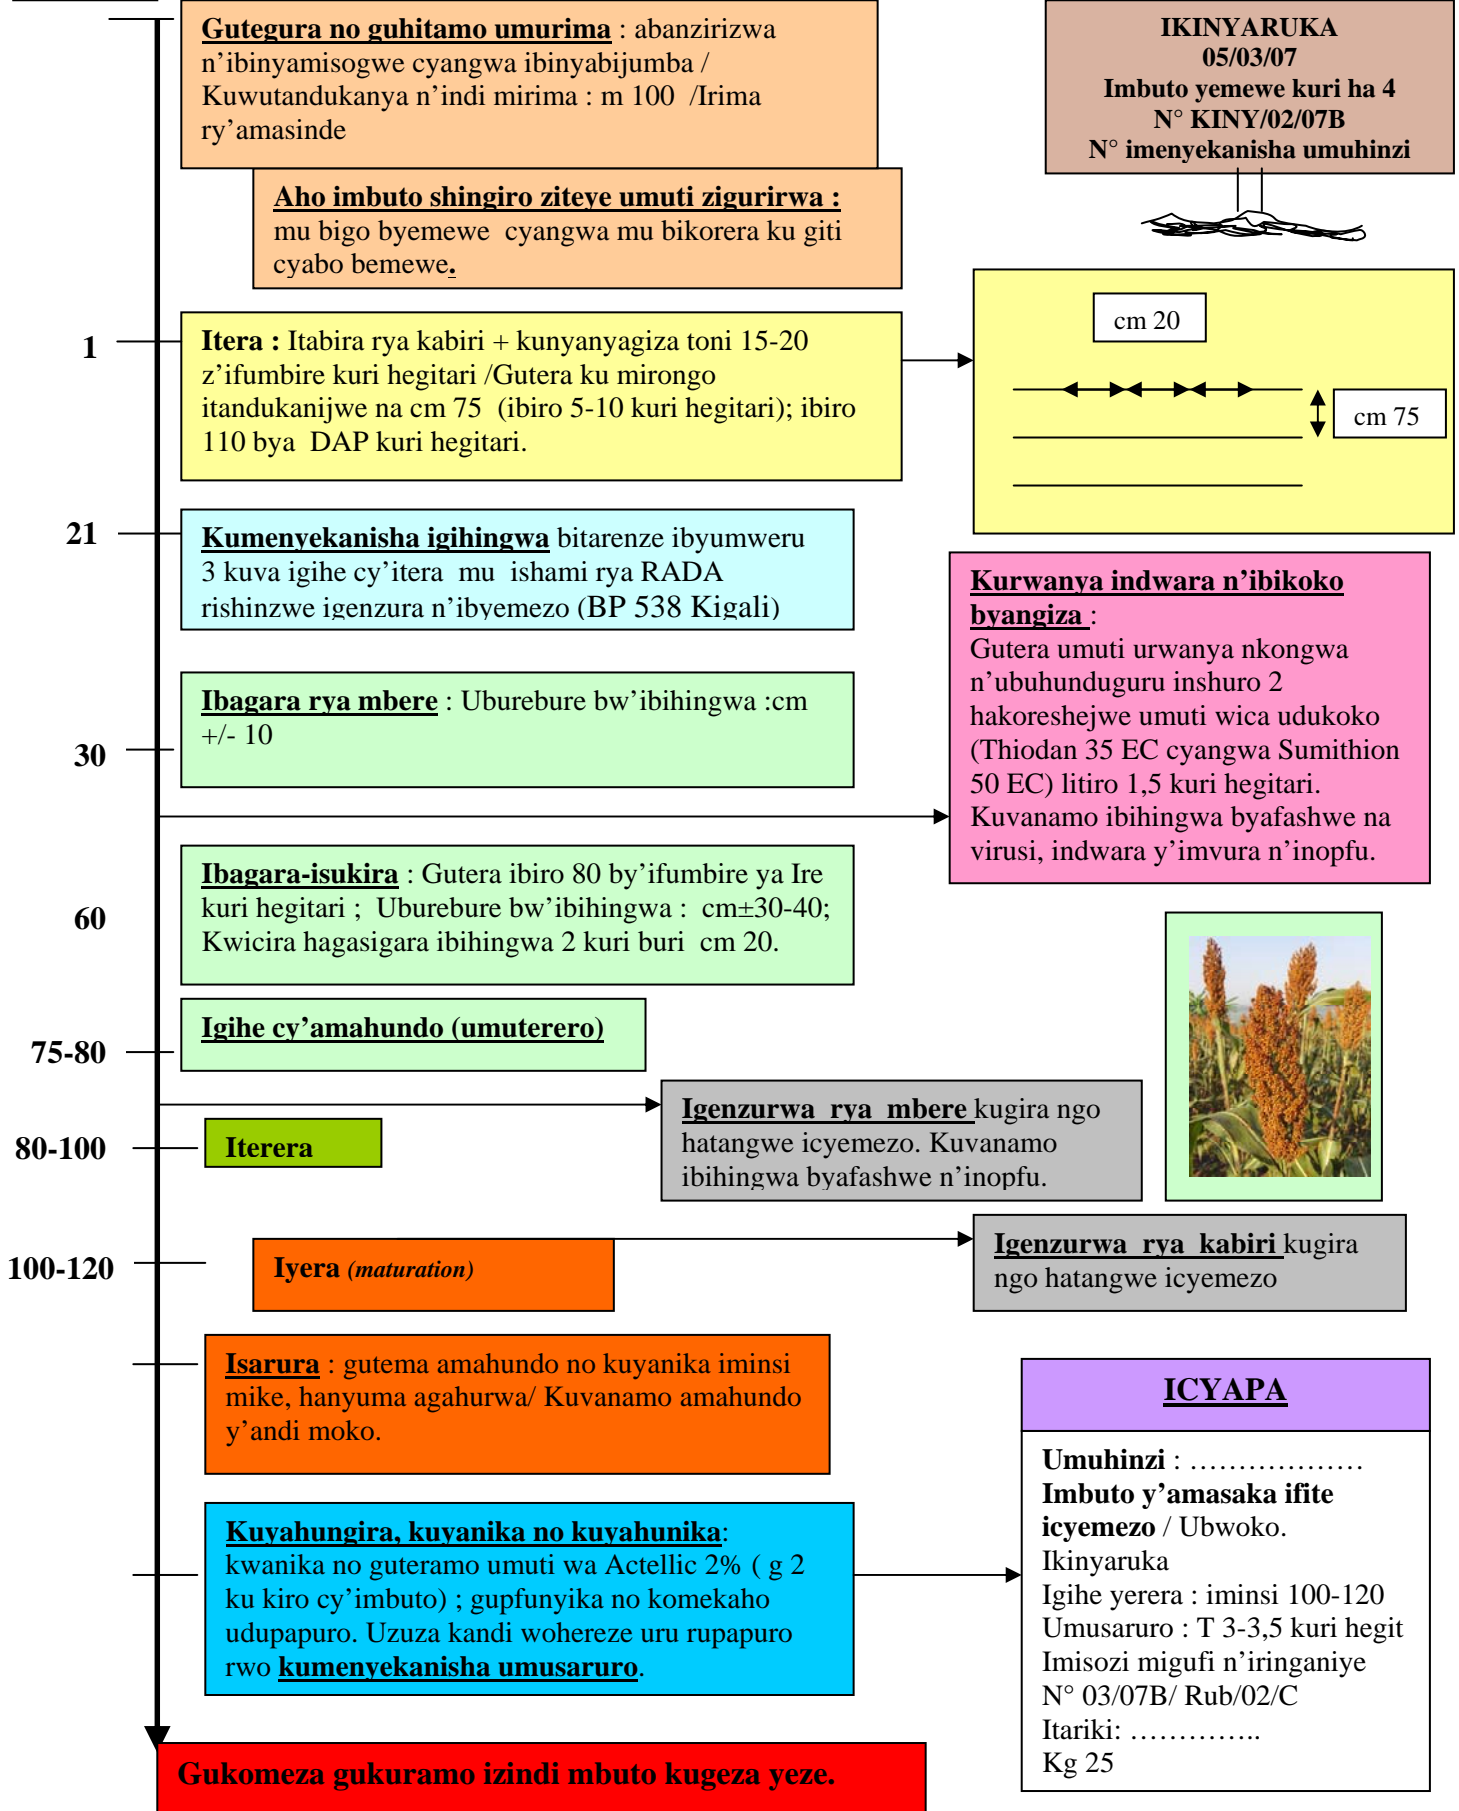 Gutegura no guhitamo umurima : abanzirizwa
n’ibinyamisogwe cyangwa ibinyabijumba /
Kuwutandukanya n’indi mirima : m 100 /Irima
ry’amasinde
IKINYARUKA
05/03/07
Imbuto yemewe kuri ha 4
N° KINY/02/07B
N° imenyekanisha umuhinzi
Aho imbuto shingiro ziteye umuti zigurirwa :
mu bigo byemewe cyangwa mu bikorera ku giti
cyabo bemewe.
1
Itera : Itabira rya kabiri + kunyanyagiza toni 15-20
z’ifumbire kuri hegitari /Gutera ku mirongo
itandukanijwe na cm 75 (ibiro 5-10 kuri hegitari); ibiro
110 bya DAP kuri hegitari.
cm 20
cm 75
21
Kumenyekanisha igihingwa bitarenze ibyumweru
3 kuva igihe cy’itera mu ishami rya RADA
rishinzwe igenzura n’ibyemezo (BP 538 Kigali)
Kurwanya indwara n’ibikoko
byangiza :
Gutera umuti urwanya nkongwa
n’ubuhunduguru inshuro 2
hakoreshejwe umuti wica udukoko
(Thiodan 35 EC cyangwa Sumithion
50 EC) litiro 1,5 kuri hegitari.
Kuvanamo ibihingwa byafashwe na
virusi, indwara y’imvura n’inopfu.
30
Ibagara rya mbere : Uburebure bw’ibihingwa :cm
+/- 10
60
Ibagara-isukira : Gutera ibiro 80 by’ifumbire ya Ire
kuri hegitari ; Uburebure bw’ibihingwa : cm±30-40;
Kwicira hagasigara ibihingwa 2 kuri buri cm 20.
75-80
Igihe cy’amahundo (umuterero)
Igenzurwa rya mbere kugira ngo
hatangwe icyemezo. Kuvanamo
ibihingwa byafashwe n’inopfu.
80-100
Iterera
100-120
Iyera (maturation)
Igenzurwa rya kabiri kugira
ngo hatangwe icyemezo
Isarura : gutema amahundo no kuyanika iminsi
mike, hanyuma agahurwa/ Kuvanamo amahundo
y’andi moko.
Kuyahungira, kuyanika no kuyahunika:
kwanika no guteramo umuti wa Actellic 2% ( g 2
ku kiro cy’imbuto) ; gupfunyika no komekaho
udupapuro. Uzuza kandi wohereze uru rupapuro
rwo kumenyekanisha umusaruro.
ICYAPA
Umuhinzi : ………………
Imbuto y’amasaka ifite
icyemezo / Ubwoko.
Ikinyaruka
Igihe yerera : iminsi 100-120
Umusaruro : T 3-3,5 kuri hegit
Imisozi migufi n’iringaniye
N° 03/07B/ Rub/02/C
Itariki: …………..
Kg 25
Gukomeza gukuramo izindi mbuto kugeza yeze.